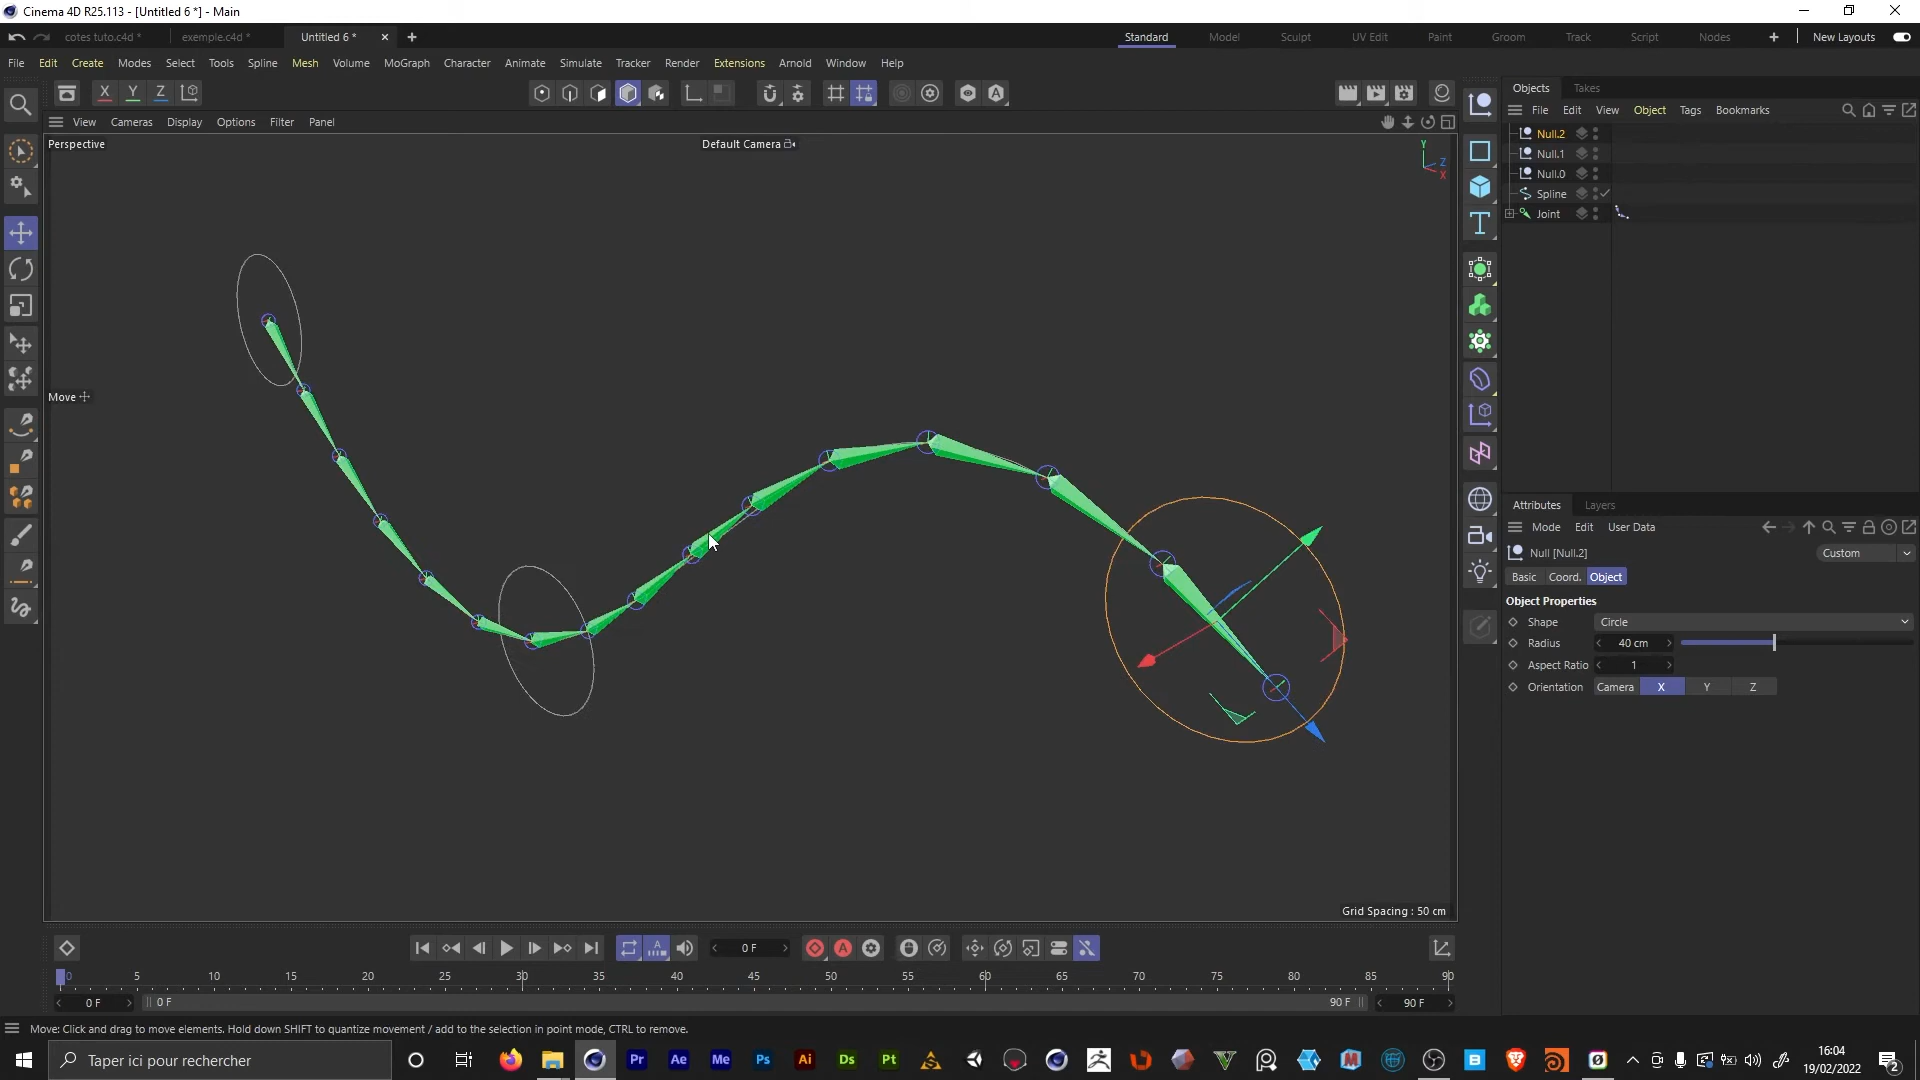 Cinema 4D R25.113 - [Untitled 6 *] - Main
cotes tuto.c4d *
exemple.c4d *
Untitled 6 *
Standard
Model
Sculpt
UV Edit
Paint
Groom
Track
Script
Nodes
New Layouts
File
Edit
Create
Modes
Select
Tools
Spline
Mesh
Volume
MoGraph
Character
Animate
Simulate
Tracker
Render
Extensions
Arnold
Window
Help
X
Y
Z
Objects
Takes
File
Edit
View
Object
Tags
Bookmarks
View
Cameras
Display
Options
Filter
Panel
Perspective
Default Camera
Y
Z
X
Null.2
Null.1
Null.0
Spline
Joint
Move
Attributes
Layers
Mode
Edit
User Data
Null [Null.2]
Custom
Basic
Coord.
Object
Object Properties
Shape
Circle
Radius
40 cm
Aspect Ratio
1
Orientation
Camera
X
Y
Z
Grid Spacing : 50 cm
0 F
0
5
10
15
20
25
30
35
40
45
50
55
60
65
70
75
80
85
90
0 F
0 F
90 F
90 F
Move: Click and drag to move elements. Hold down SHIFT to quantize movement / add to the selection in point mode, CTRL to remove.
Taper ici pour rechercher
Pr
Ae
Me
Ps
Ai
Ds
Pt
16:04
19/02/2022
2